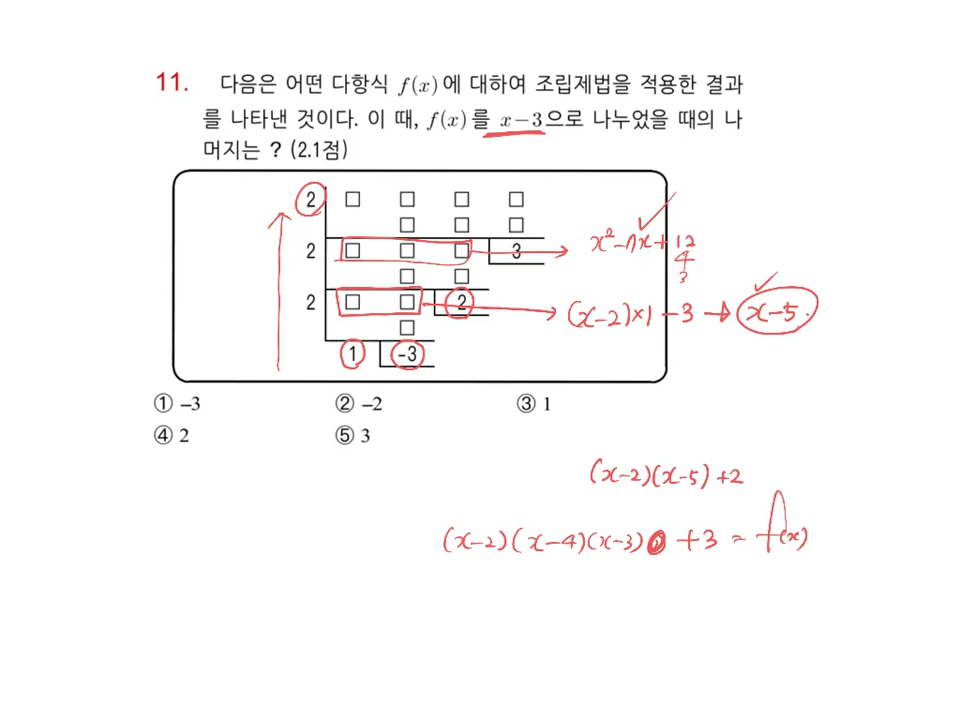 11. 다음은 어떤 다항식 f(x)에 대하여 조립제법을 적용한 결과
를 나타낸 것이다. 이 때, f(x)를 x−3으로 나누었을 때의 나
머지는 ? (2.1점)
2 □ □ □ □
□ □
2 □ □ □ 3
x²−7x+12
4
3
□ □
2 □ □ 2
(x−2)×1−3 → x−5.
□
1 −3
① −3
② −2
③ 1
④ 2
⑤ 3
(x−2)(x−5)+2
(x−2)(x−4)(x−3) +3 = f(x)